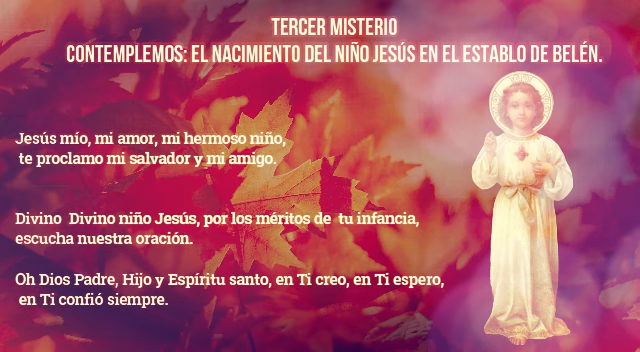 TERCER MISTERIO
CONTEMPLEMOS: EL NACIMIENTO DEL NIÑO JESÚS EN EL ESTABLO DE BELÉN.
Jesús mío, mi amor, mi hermoso niño,
te proclamo mi salvador y mi amigo.
Divino Divino niño Jesús, por los méritos de tu infancia,
escucha nuestra oración.
Oh Dios Padre, Hijo y Espíritu santo, en Ti creo, en Ti espero,
en Ti confió siempre.